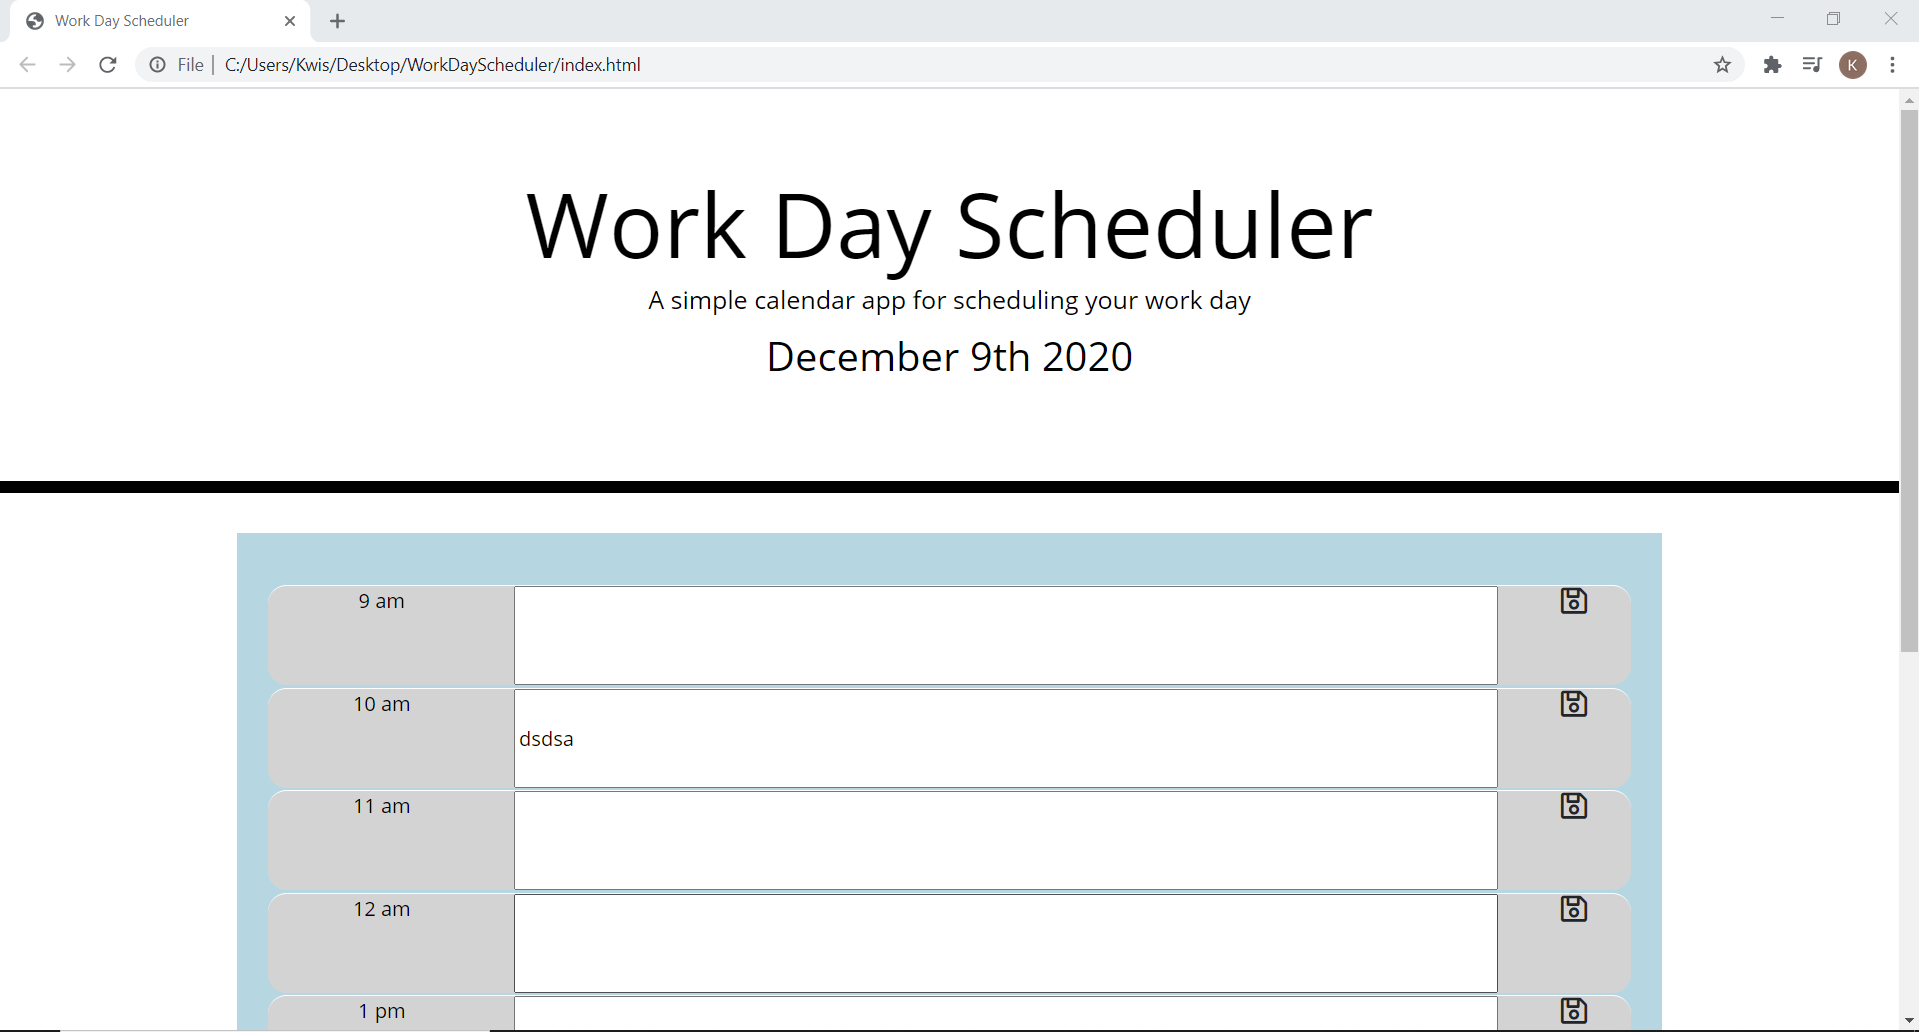 Work Day Scheduler
File | C:/Users/Kwis/Desktop/WorkDayScheduler/index.html
K
Work Day Scheduler
A simple calendar app for scheduling your work day
December 9th 2020
9 am
10 am
dsdsa
11 am
12 am
1 pm